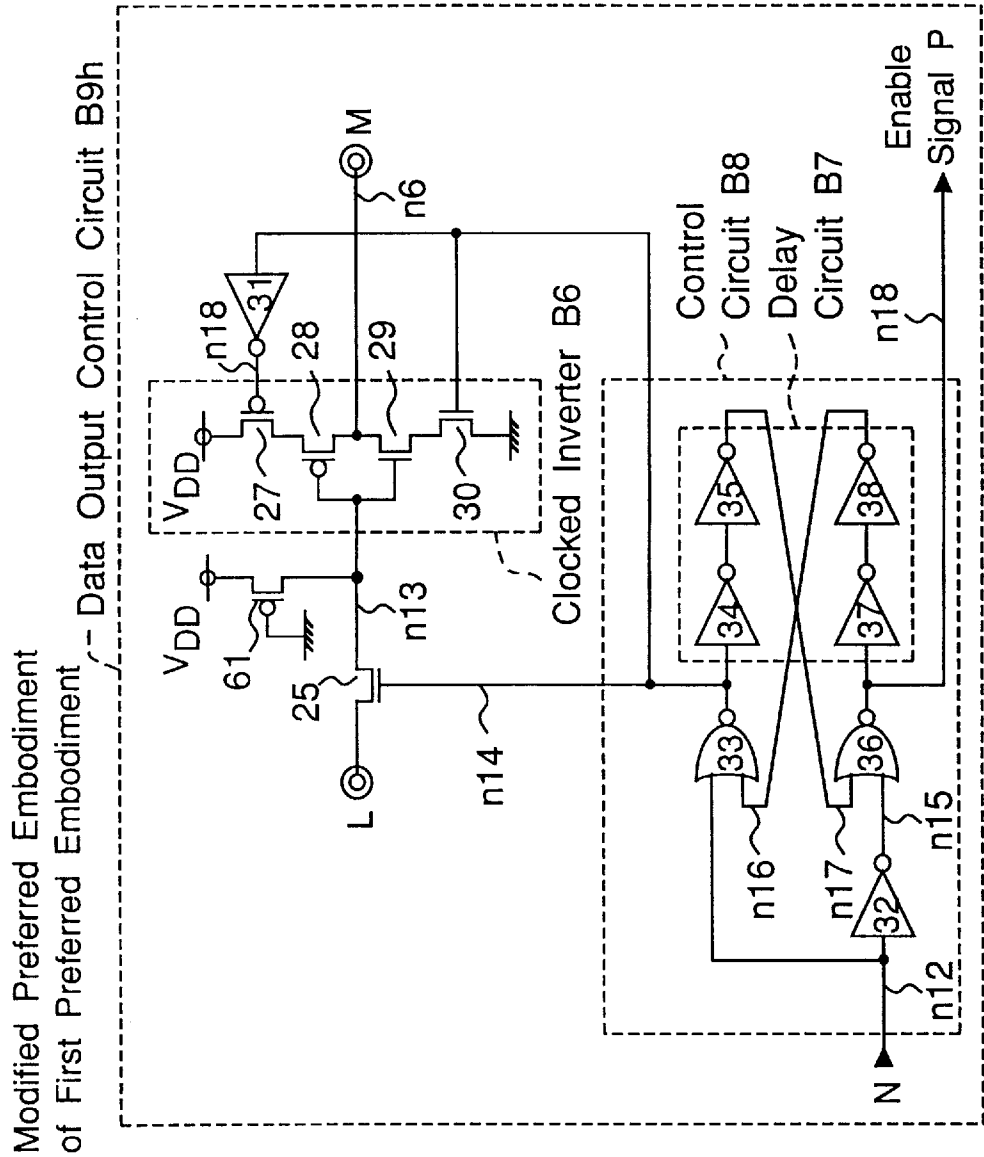 Modified Preferred Embodiment
of First Preferred Embodiment
Data Output Control Circuit B9h
VDD
VDD
n18
31
61
27
28
29
30
M
n6
L
25
n13
Clocked Inverter B6
n14
Control
Circuit B8
Delay
Circuit B7
33
34
35
n16
n17
36
37
38
n18
Enable
Signal P
N
n12
32
n15